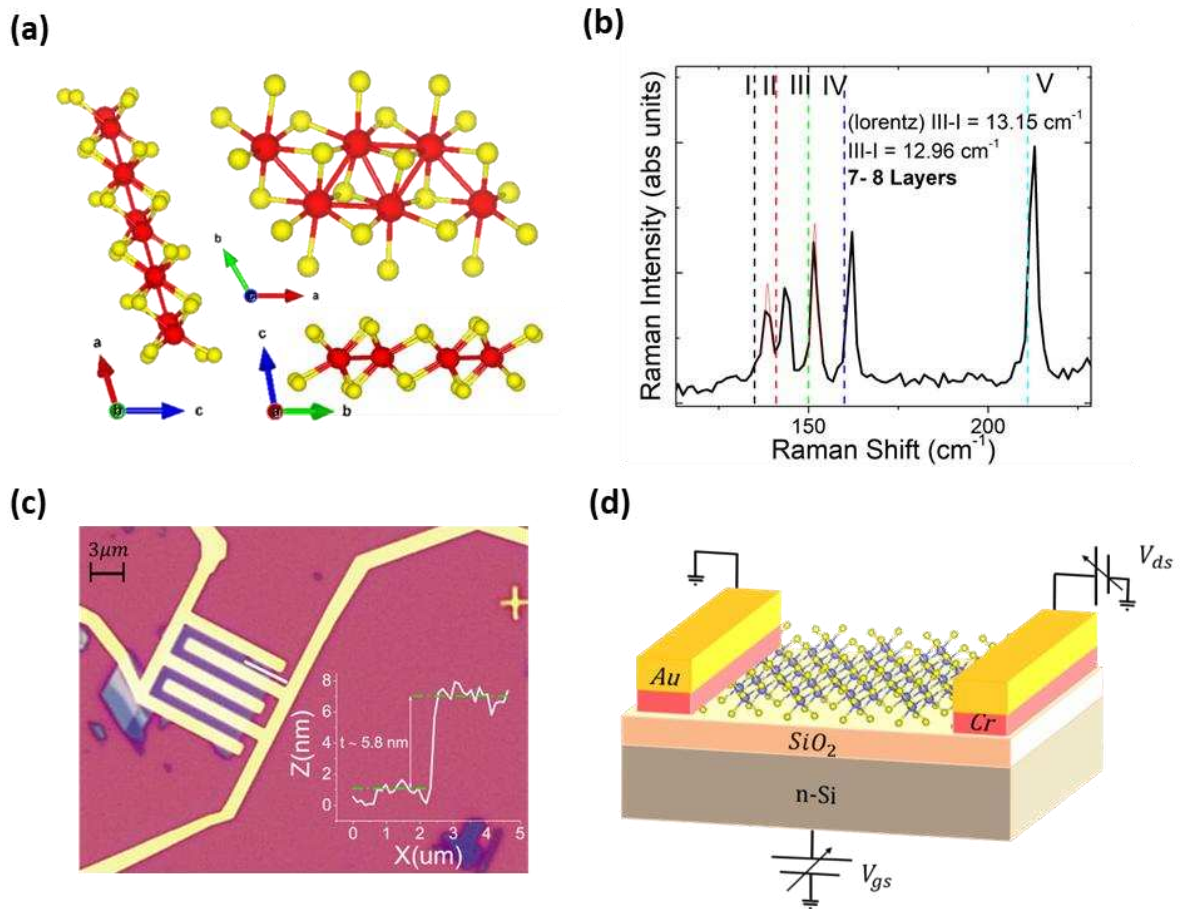 (a)
b
a
a
b
c
c
a
b
(b)
I II III IV V
(lorentz) III-I = 13.15 cm⁻¹
III-I = 12.96 cm⁻¹
7- 8 Layers
Raman Intensity (abs units)
150 200
Raman Shift (cm⁻¹)
(c)
3μm
8
6
4
2
0
Z(nm)
t ~ 5.8 nm
0 1 2 3 4 5
X(um)
(d)
V_ds
Au
Cr
SiO₂
n-Si
V_gs